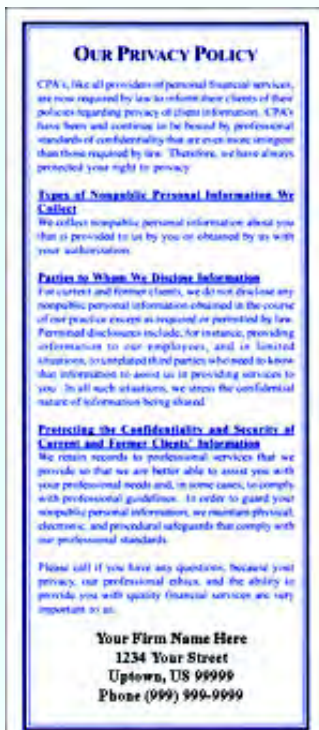 OUR PRIVACY POLICY
CPA's, like all providers of personal financial services,
are now required by law to inform their clients of their
policies regarding privacy of client information. CPA's
have been and continue to be bound by professional
standards of confidentiality that are even more stringent
than those required by law. Therefore, we have always
protected your right to privacy.
Types of Nonpublic Personal Information We
Collect
We collect nonpublic personal information about you
that is provided to us by you or obtained by us with
your authorization.
Parties to Whom We Disclose Information
For current and former clients, we do not disclose any
nonpublic personal information obtained in the course
of our practice except as required or permitted by law.
Permitted disclosures include, for instance, providing
information to our employees, and in limited
situations, to unrelated third parties who need to know
that information to assist us in providing services to
you. In all such situations, we stress the confidential
nature of information being shared.
Protecting the Confidentiality and Security of
Current and Former Clients' Information
We retain records to professional services that we
provide so that we are better able to assist you with
your professional needs and, in some cases, to comply
with professional guidelines. In order to guard your
nonpublic personal information, we maintain physical,
electronic, and procedural safeguards that comply with
our professional standards.
Please call if you have any questions, because your
privacy, our professional ethics, and the ability to
provide you with quality financial services are very
important to us.
Your Firm Name Here
1234 Your Street
Uptown, US 99999
Phone (999) 999-9999